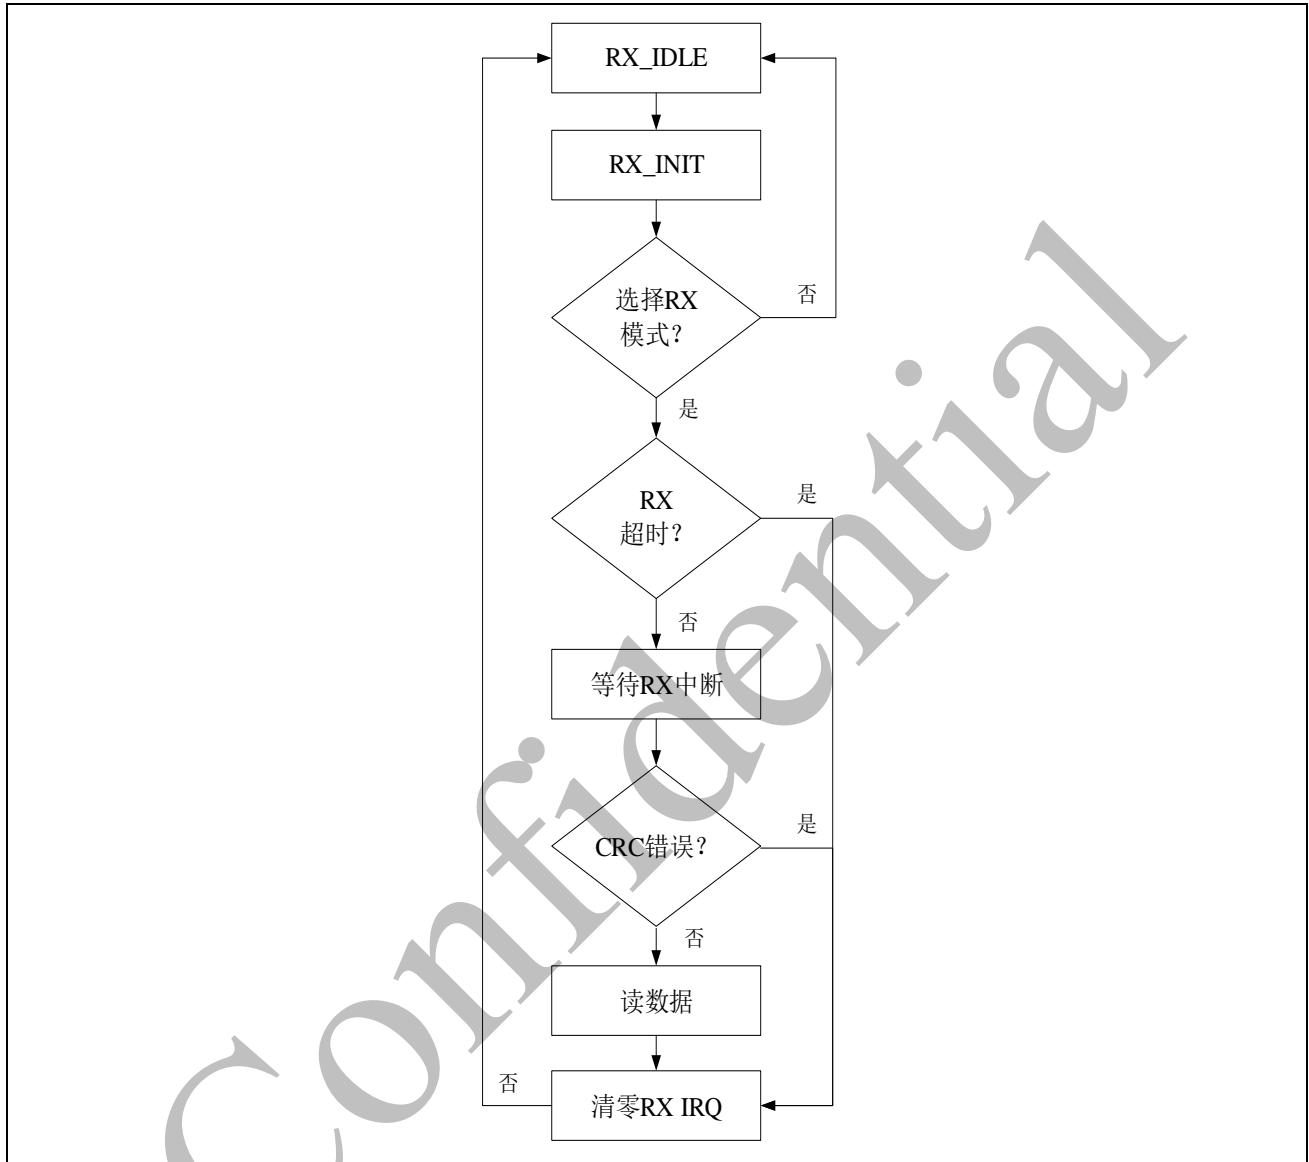 RX_IDLE
RX_INIT
选择RX
模式？
否
是
RX
超时？
是
否
等待RX中断
CRC错误？
是
否
读数据
否
清零RX IRQ
Confidential